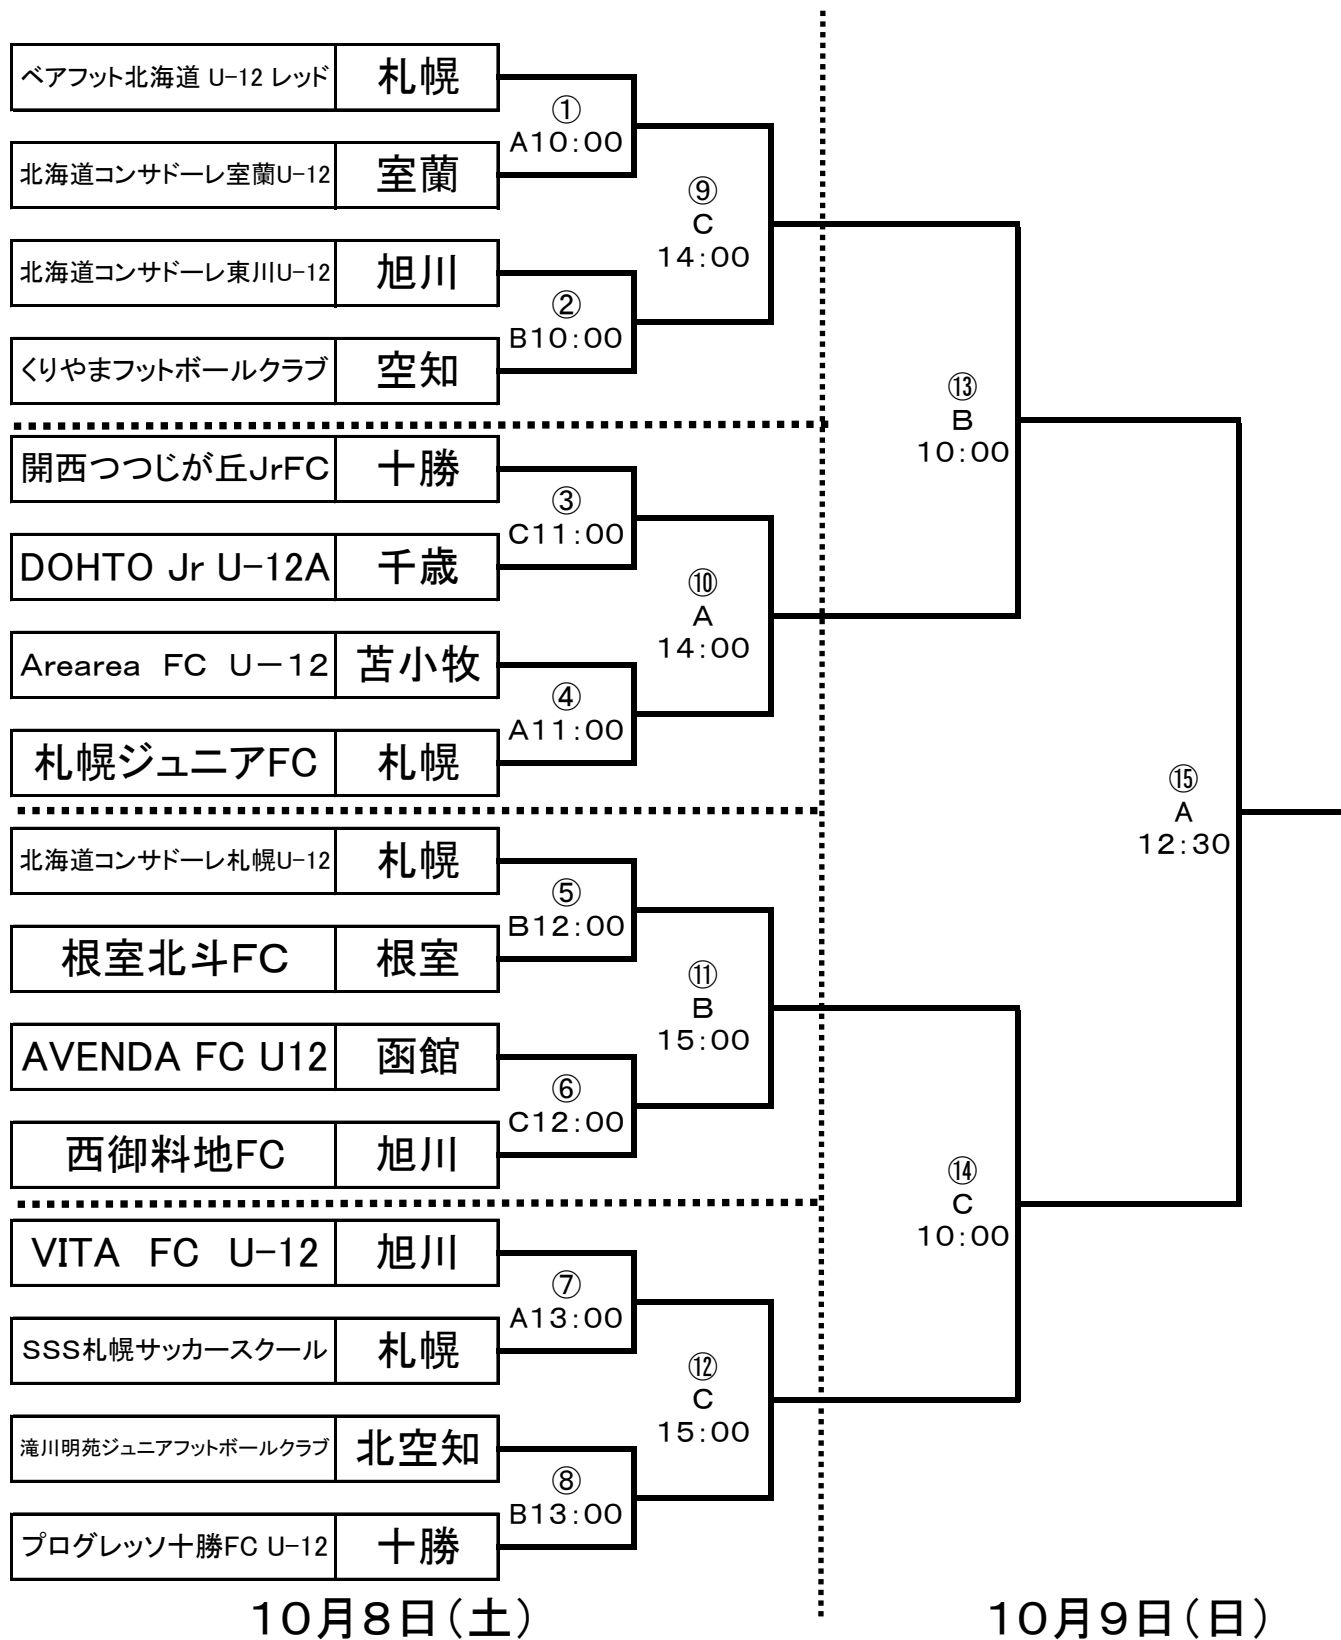 ベアフット北海道 U-12 レッド 札幌
①
A10:00
北海道コンサドーレ室蘭U-12 室蘭
⑨
C
14:00
北海道コンサドーレ東川U-12 旭川
②
B10:00
くりやまフットボールクラブ 空知
⑬
B
10:00
開西つつじが丘JrFC 十勝
③
C11:00
DOHTO Jr U-12A 千歳
⑩
A
14:00
Arearea FC U-12 苫小牧
④
A11:00
札幌ジュニアFC 札幌
⑮
A
12:30
北海道コンサドーレ札幌U-12 札幌
⑤
B12:00
根室北斗FC 根室
⑪
B
15:00
AVENDA FC U12 函館
⑥
C12:00
西御料地FC 旭川
⑭
C
10:00
VITA FC U-12 旭川
⑦
A13:00
SSS札幌サッカースクール 札幌
⑫
C
15:00
滝川明苑ジュニアフットボールクラブ 北空知
⑧
B13:00
プログレッソ十勝FC U-12 十勝
10月8日(土)
10月9日(日)